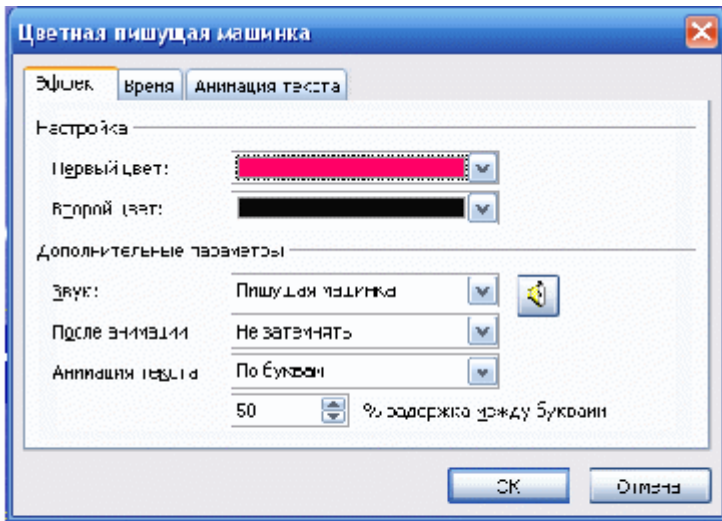 Цветная пишущая машинка
Эффек Время Анимация текста
Настройка
Первый цвет:
Второй цвет:
Дополнительные параметры
Звук: Пишущая машинка
После анимации Не затемнять
Анимация текста По буквам
50 % задержка между буквами
ОК Отмена